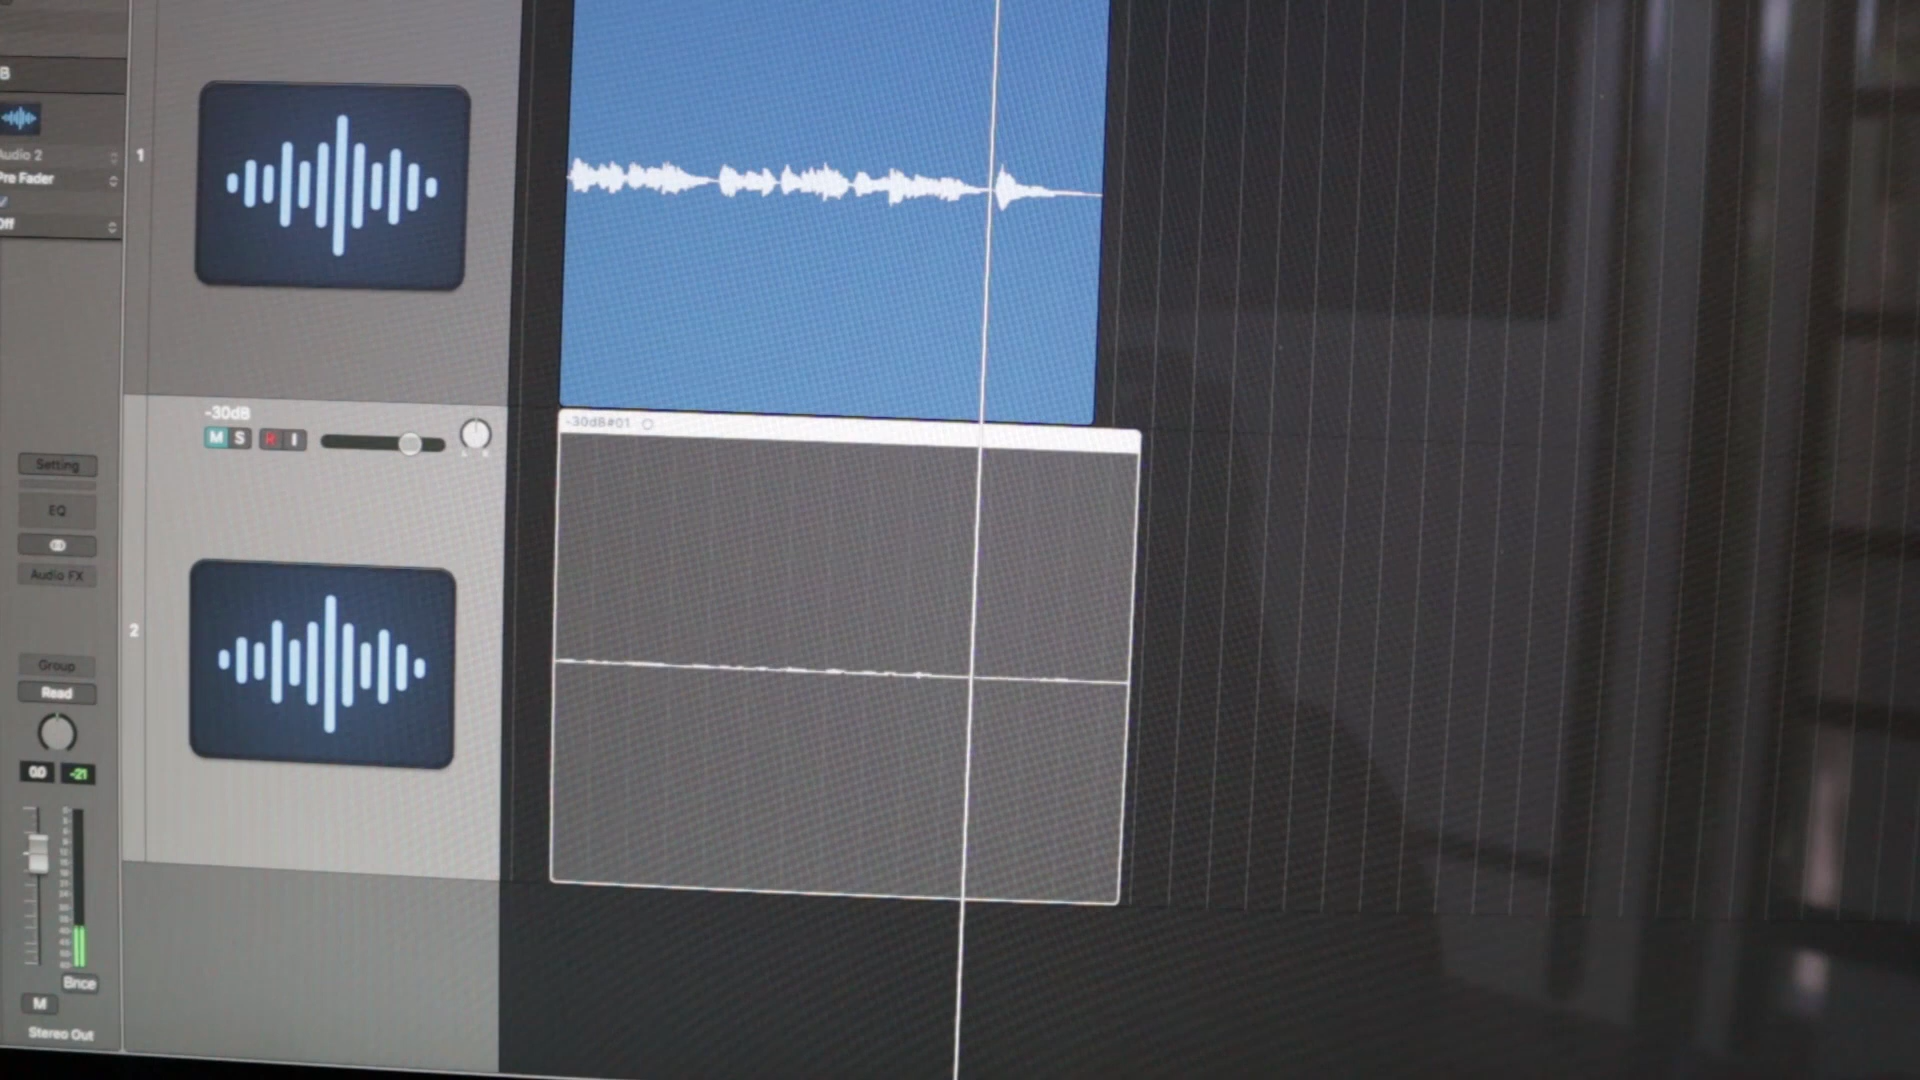 B
Audio 2
Pre Fader
Off
1
-30dB
M S R I
-30dB#01
Setting
EQ
Audio FX
2
Group
Read
0.0 -21
Bnce
M
Stereo Out